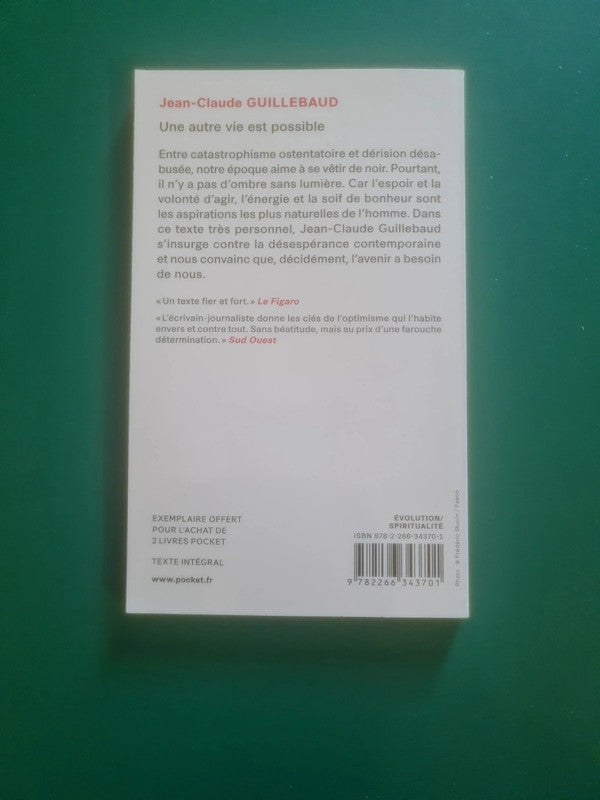 Jean-Claude GUILLEBAUD
Une autre vie est possible
Entre catastrophisme ostentatoire et dérision désa-
busée, notre époque aime à se vêtir de noir. Pourtant,
il n'y a pas d'ombre sans lumière. Car l'espoir et la
volonté d'agir, l'énergie et la soif de bonheur sont
les aspirations les plus naturelles de l'homme. Dans
ce texte très personnel, Jean-Claude Guillebaud
s'insurge contre la désespérance contemporaine
et nous convainc que, décidément, l'avenir a besoin
de nous.
« Un texte fier et fort. » Le Figaro
« L'écrivain-journaliste donne les clés de l'optimisme qui l'habite
envers et contre tout. Sans béatitude, mais au prix d'une farouche
détermination. » Sud Ouest
EXEMPLAIRE OFFERT
POUR L'ACHAT DE
2 LIVRES POCKET
TEXTE INTÉGRAL
www.pocket.fr
ÉVOLUTION/
SPIRITUALITÉ
ISBN 978-2-266-34370-1
9 782266 343701
Photo : ©